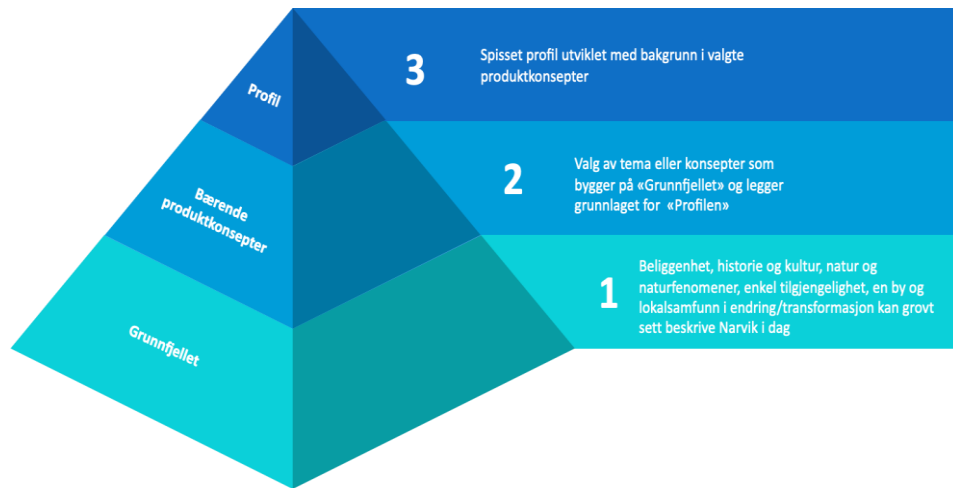 Profil
3
Spisset profil utviklet med bakgrunn i valgte
produktkonsepter
Bærende
produktkonsepter
2
Valg av tema eller konsepter som
bygger på «Grunnfjellet» og legger
grunnlaget for «Profilen»
Grunnfjellet
1
Beliggenhet, historie og kultur, natur og
naturfenomener, enkel tilgjengelighet, en by og
lokalsamfunn i endring/transformasjon kan grovt
sett beskrive Narvik i dag